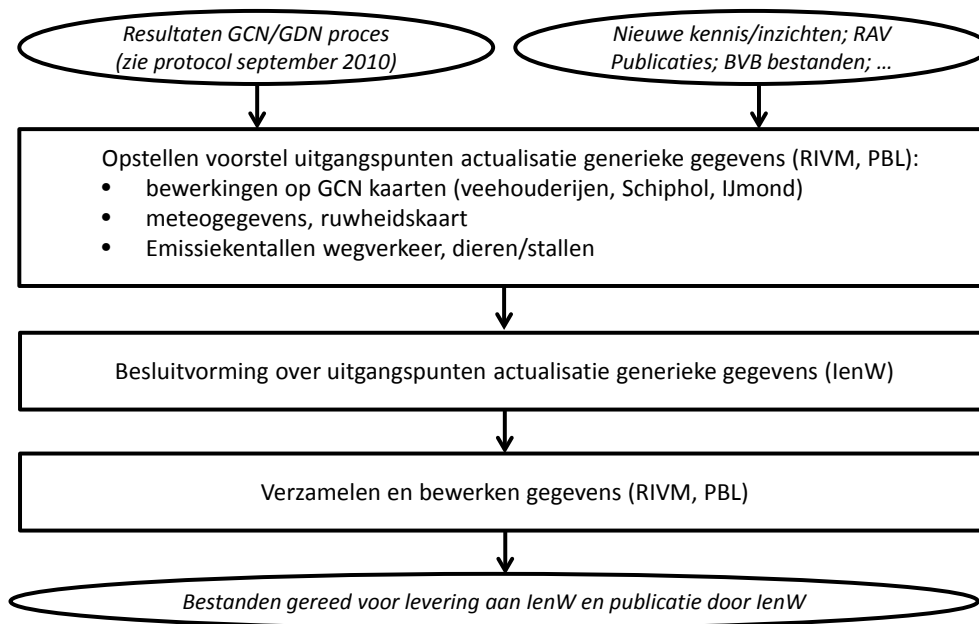 Resultaten GCN/GDN proces
(zie protocol september 2010)
Nieuwe kennis/inzichten; RAV
Publicaties; BVB bestanden; …
Opstellen voorstel uitgangspunten actualisatie generieke gegevens (RIVM, PBL):
• bewerkingen op GCN kaarten (veehouderijen, Schiphol, IJmond)
• meteogegevens, ruwheidskaart
• Emissiekentallen wegverkeer, dieren/stallen
Besluitvorming over uitgangspunten actualisatie generieke gegevens (IenW)
Verzamelen en bewerken gegevens (RIVM, PBL)
Bestanden gereed voor levering aan IenW en publicatie door IenW